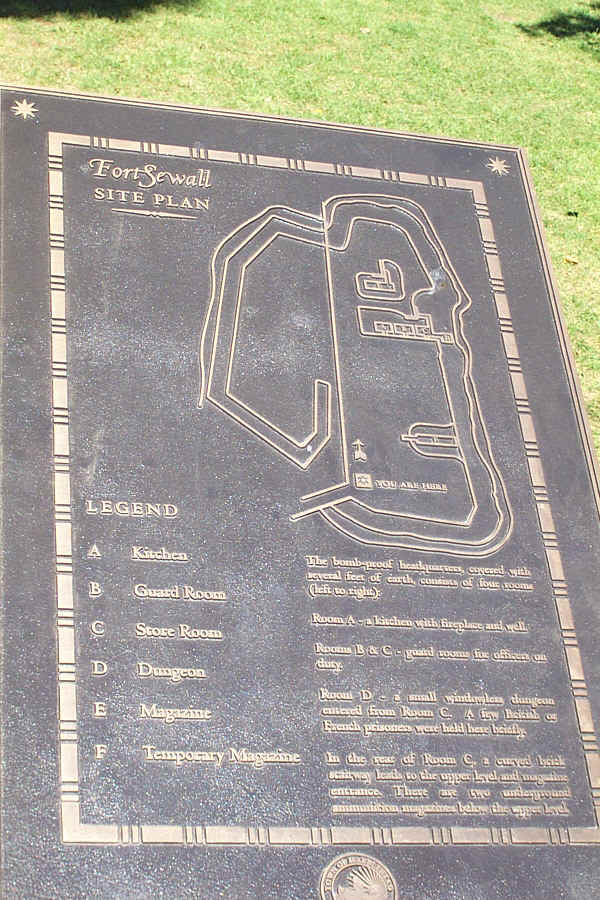 Fort Sewall
SITE PLAN
YOU ARE HERE
LEGEND
A Kitchen
B Guard Room
C Store Room
D Dungeon
E Magazine
F Temporary Magazine
The bomb-proof headquarters, covered with
several feet of earth, consists of four rooms
(left to right):
Room A - a kitchen with fireplace and well.
Rooms B & C - guard rooms for officers on
duty.
Room D - a small windowless dungeon
entered from Room C. A few British or
French prisoners were held here briefly.
In the rear of Room C, a curved brick
stairway leads to the upper level and magazine
entrance. There are two underground
ammunition magazines below the upper level.
TOWN OF